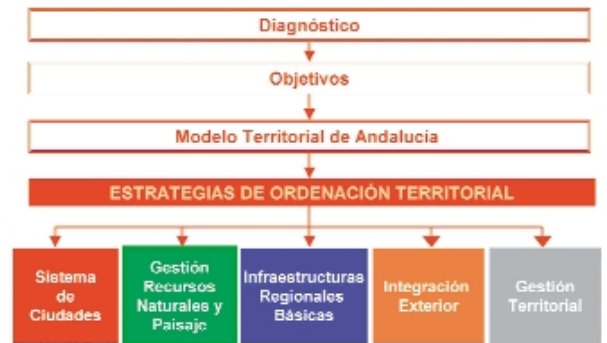 Diagnóstico
Objetivos
Modelo Territorial de Andalucía
ESTRATEGIAS DE ORDENACIÓN TERRITORIAL
Sistema
de
Ciudades
Gestión
Recursos
Naturales y
Paisaje
Infraestructuras
Regionales
Básicas
Integración
Exterior
Gestión
Territorial